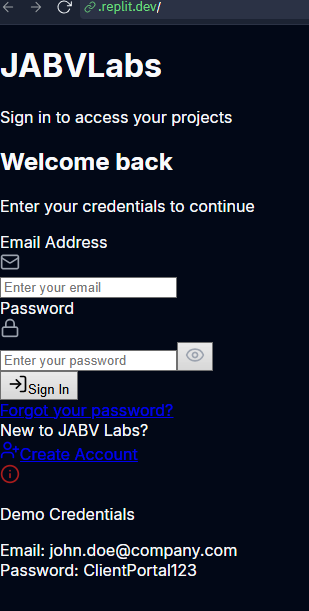 .replit.dev/
JABVLabs
Sign in to access your projects
Welcome back
Enter your credentials to continue
Email Address
Enter your email
Password
Enter your password
Sign In
Forgot your password?
New to JABV Labs?
Create Account
Demo Credentials
Email: john.doe@company.com
Password: ClientPortal123